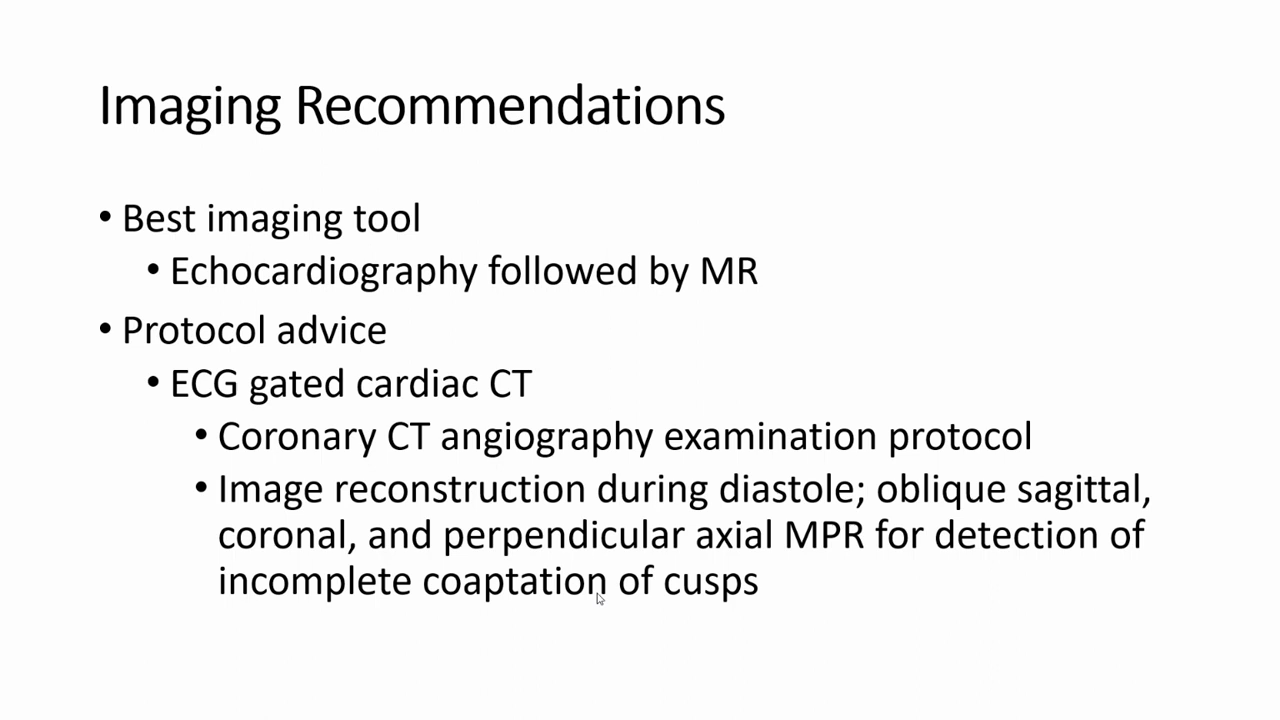 Imaging Recommendations
• Best imaging tool
• Echocardiography followed by MR
• Protocol advice
• ECG gated cardiac CT
• Coronary CT angiography examination protocol
• Image reconstruction during diastole; oblique sagittal,
coronal, and perpendicular axial MPR for detection of
incomplete coaptation of cusps